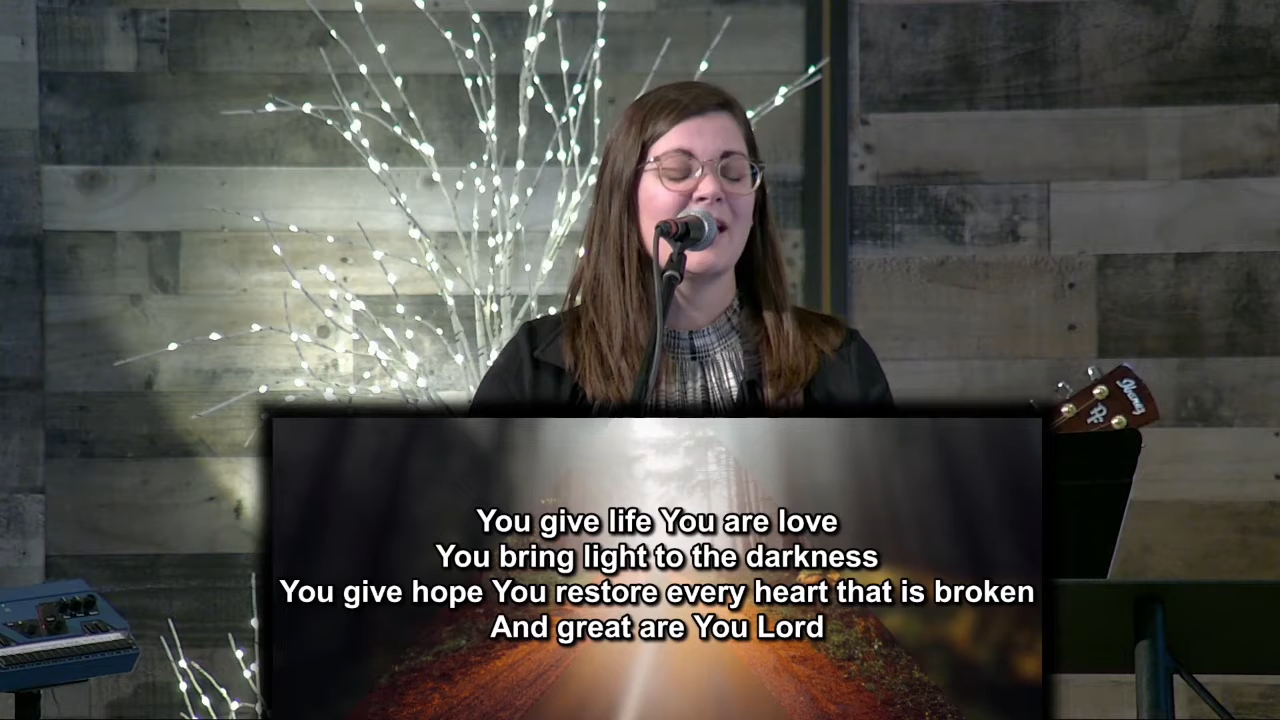 Ibanez
You give life You are love
You bring light to the darkness
You give hope You restore every heart that is broken
And great are You Lord